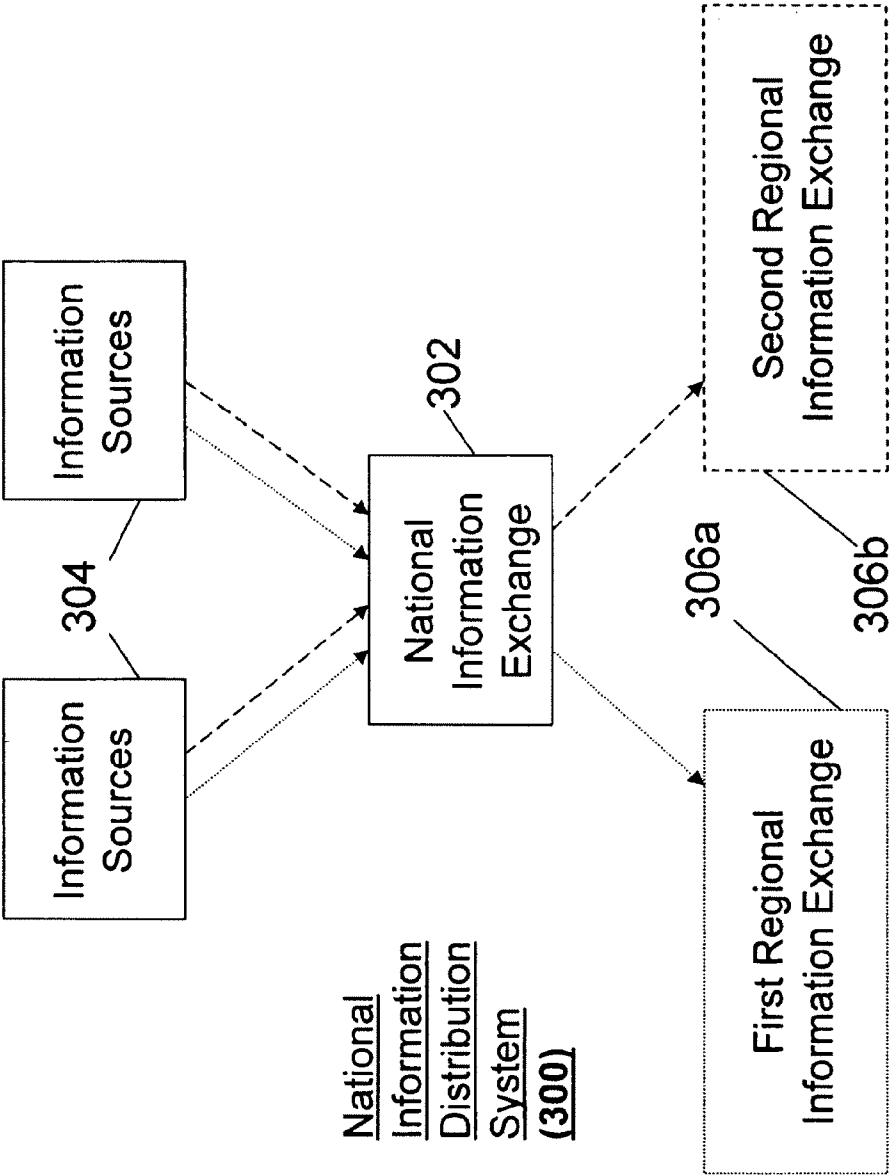 Information
Sources
304
Information
Sources
National
Information
Distribution
System
(300)
National
Information
Exchange
302
First Regional
Information Exchange
306a
306b
Second Regional
Information Exchange